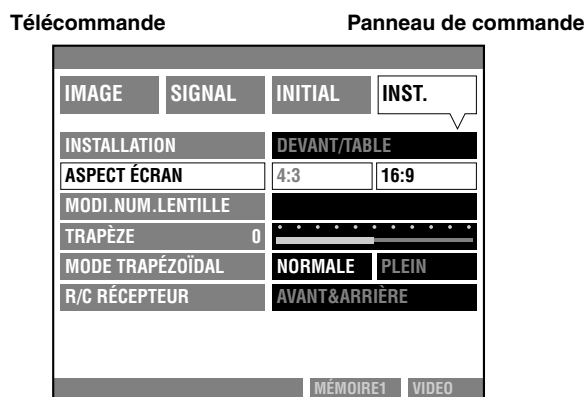 Télécommande Panneau de commande
IMAGE SIGNAL INITIAL INST.
INSTALLATION DEVANT/TABLE
ASPECT ÉCRAN 4:3 16:9
MODI.NUM.LENTILLE
TRAPÈZE 0
MODE TRAPÉZOÏDAL NORMALE PLEIN
R/C RÉCEPTEUR AVANT&ARRIÈRE
MÉMOIRE1 VIDEO